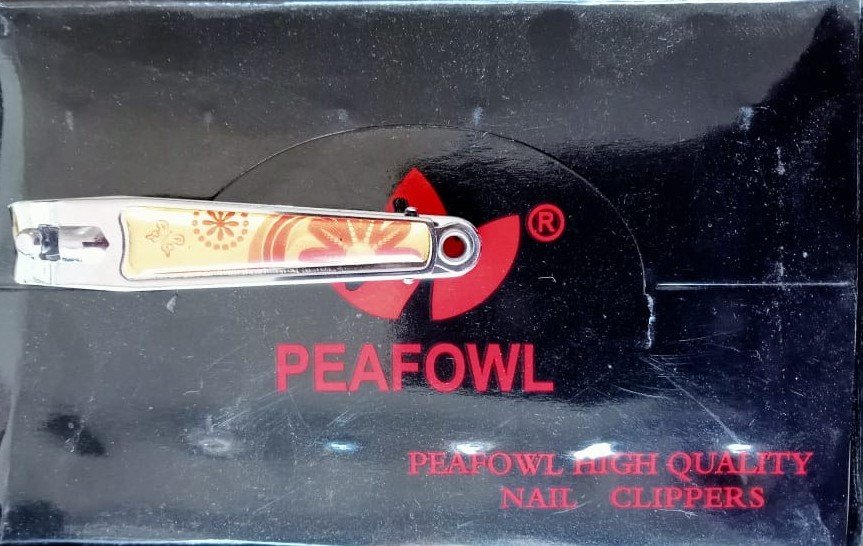 ®
PEAFOWL
PEAFOWL HIGH QUALITY
NAIL CLIPPERS